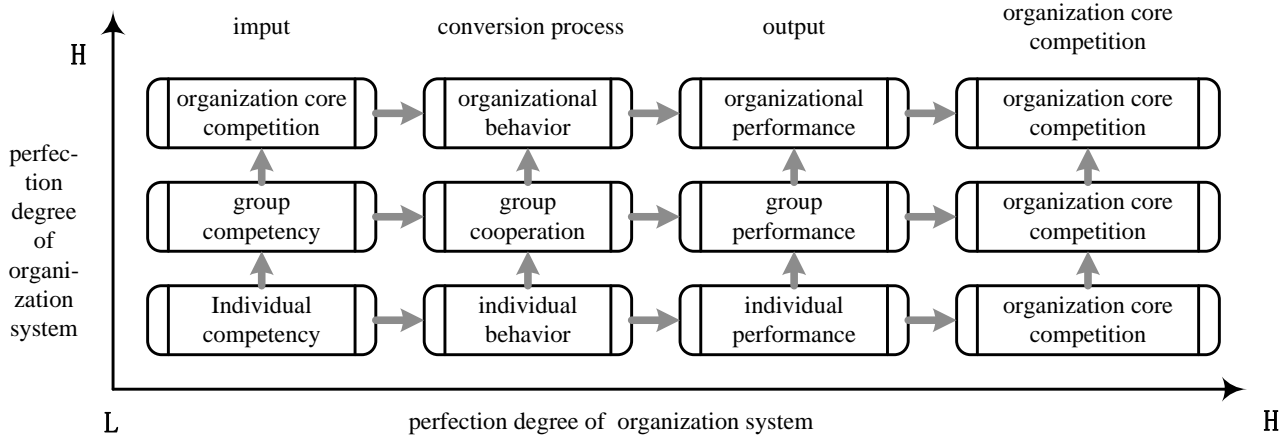 imput
conversion process
output
organization core
competition
H
organization core
competition
organizational
behavior
organizational
performance
organization core
competition
perfec-
tion
degree
of
organi-
zation
system
group
competency
group
cooperation
group
performance
organization core
competition
Individual
competency
individual
behavior
individual
performance
organization core
competition
L
perfection degree of organization system
H